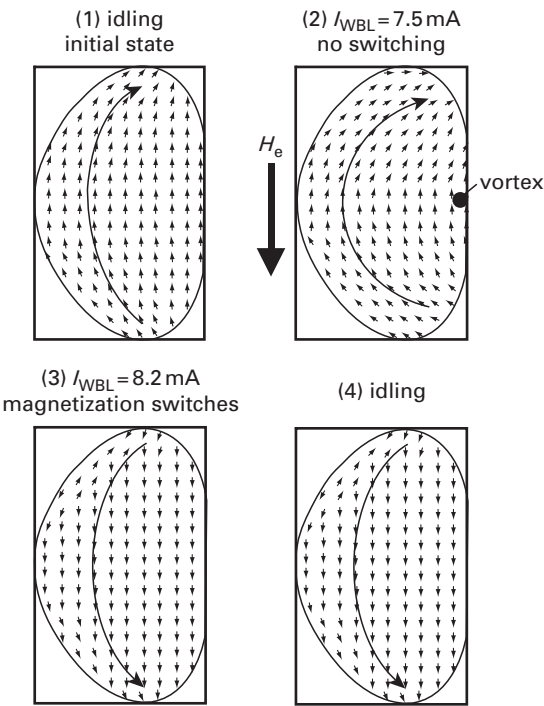 (1) idling
initial state
(2) I_WBL = 7.5 mA
no switching
H_e
vortex
(3) I_WBL = 8.2 mA
magnetization switches
(4) idling